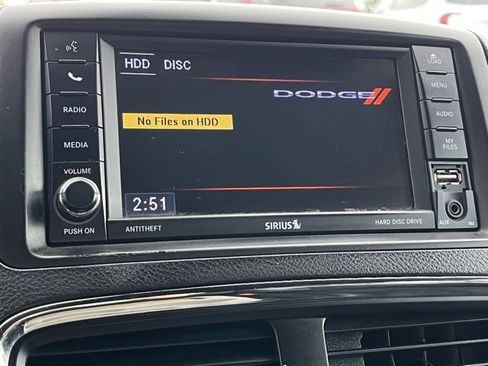 HDD DISC
LOAD
DODGE
MENU
RADIO
No Files on HDD
AUDIO
MEDIA
MY
FILES
VOLUME
2:51
PUSH ON
ANTITHEFT
SIRIUS
HARD DISC DRIVE
AUX